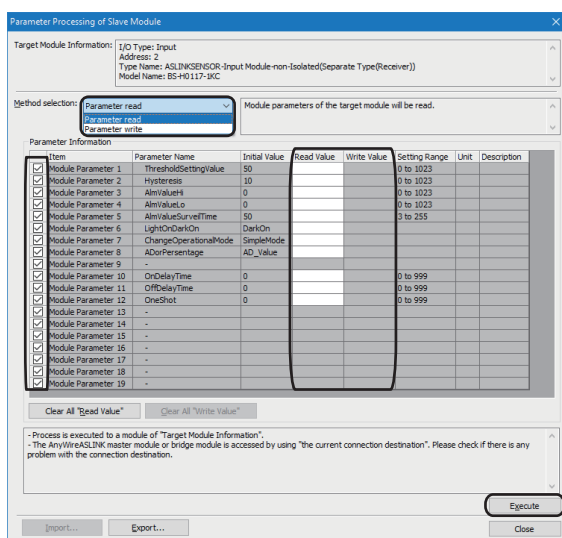 Parameter Processing of Slave Module
Target Module Information:
I/O Type: Input
Address: 2
Type Name: ASLINKSENSOR-Input Module-non-Isolated(Separate Type(Receiver))
Model Name: BS-H0117-1KC
Method selection: Parameter read
Module parameters of the target module will be read.
Parameter read
Parameter write
Parameter Information
Item Parameter Name Initial Value Read Value Write Value Setting Range Unit Description
Module Parameter 1 ThresholdSettingValue 50 0 to 1023
Module Parameter 2 Hysteresis 10 0 to 1023
Module Parameter 3 AlmValueHi 0 0 to 1023
Module Parameter 4 AlmValueLo 0 0 to 1023
Module Parameter 5 AlmValueSurveilTime 50 3 to 255
Module Parameter 6 LightOnDarkOn DarkOn
Module Parameter 7 ChangeOperationalMode SimpleMode
Module Parameter 8 ADorPersentage AD_Value
Module Parameter 9 -
Module Parameter 10 OnDelayTime 0 0 to 999
Module Parameter 11 OffDelayTime 0 0 to 999
Module Parameter 12 OneShot 0 0 to 999
Module Parameter 13 -
Module Parameter 14 -
Module Parameter 15 -
Module Parameter 16 -
Module Parameter 17 -
Module Parameter 18 -
Module Parameter 19 -
Clear All "Read Value" Clear All "Write Value"
- Process is executed to a module of "Target Module Information".
- The AnyWireASLINK master module or bridge module is accessed by using "the current connection destination". Please check if there is any
problem with the connection destination.
Execute
Import... Export... Close